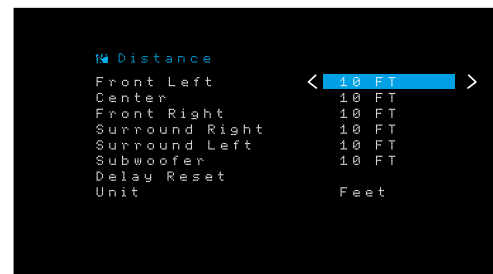 Distance
Front Left < 10 FT >
Center 10 FT
Front Right 10 FT
Surround Right 10 FT
Surround Left 10 FT
Subwoofer 10 FT
Delay Reset
Unit Feet